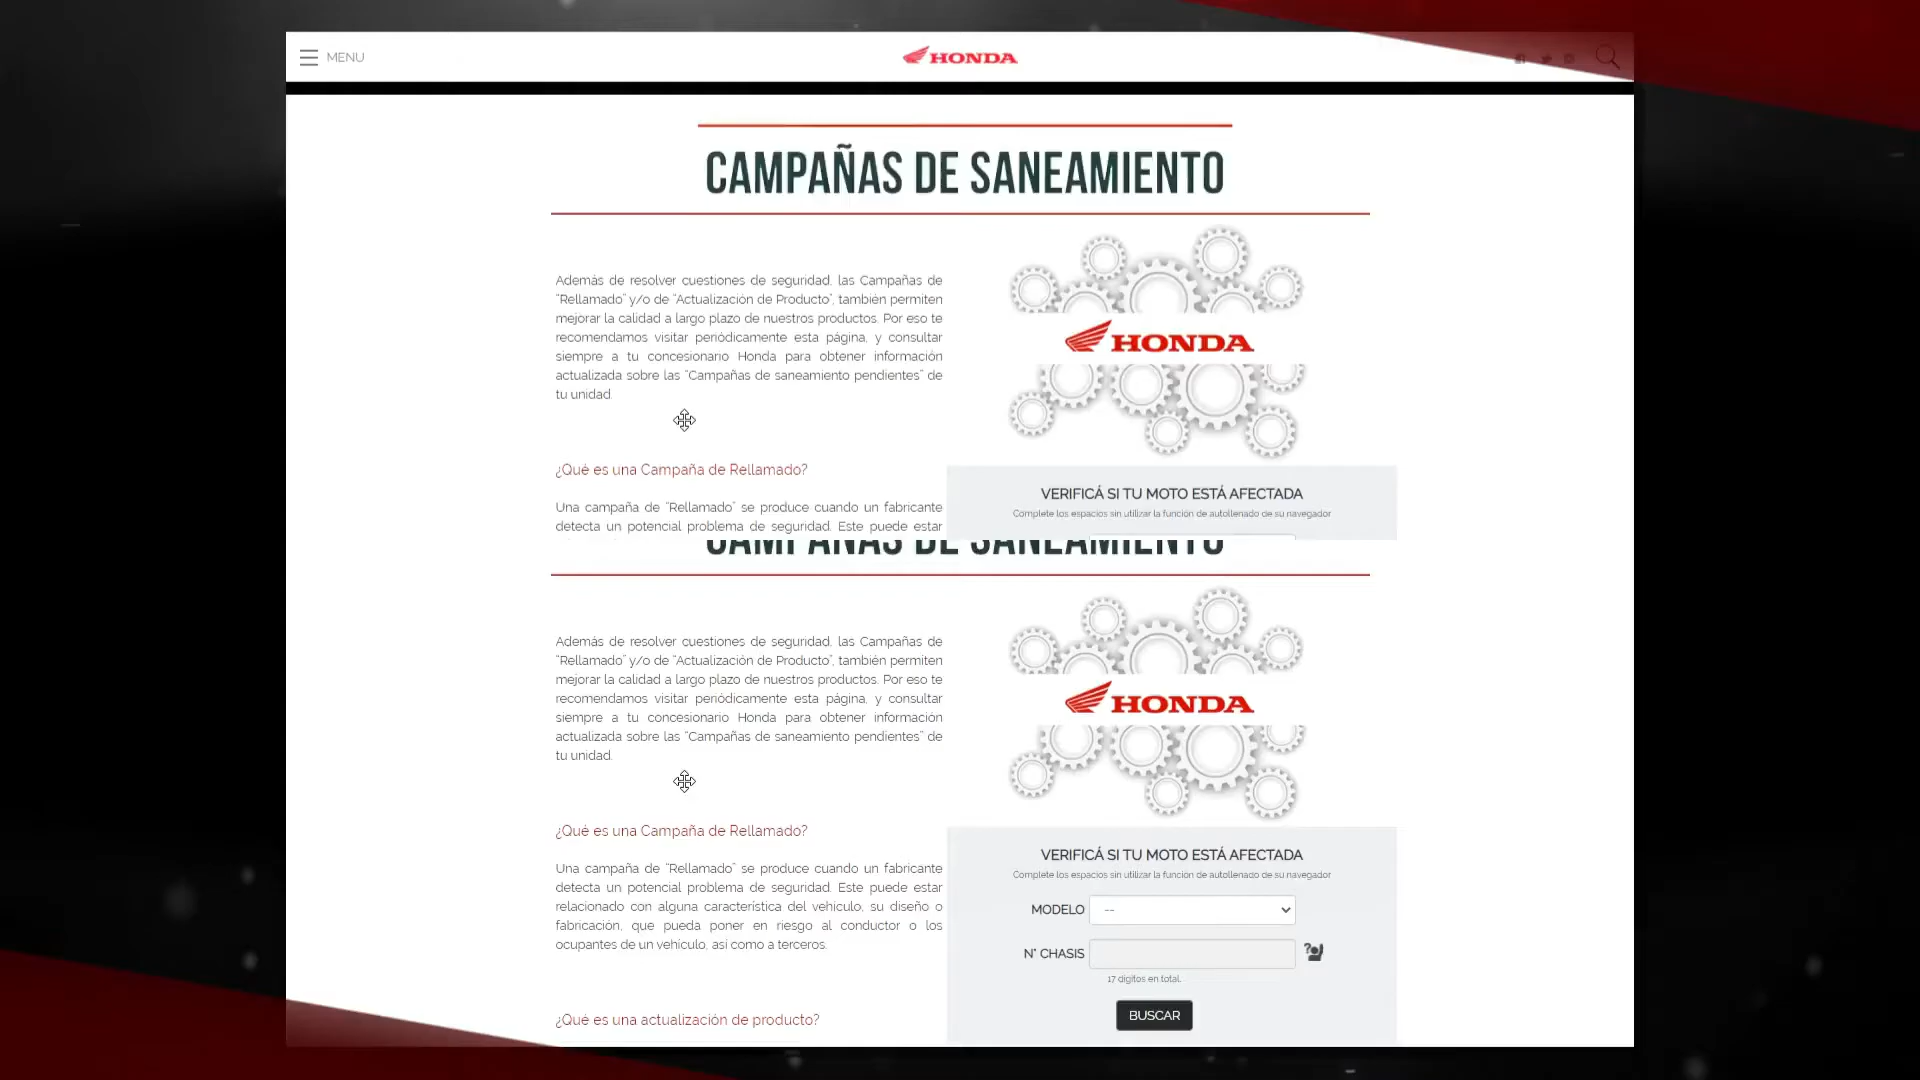 MENU
HONDA
CAMPAÑAS DE SANEAMIENTO
Además de resolver cuestiones de seguridad, las Campañas de
“Rellamado” y/o de “Actualización de Producto”, también permiten
mejorar la calidad a largo plazo de nuestros productos. Por eso te
recomendamos visitar periódicamente esta página, y consultar
siempre a tu concesionario Honda para obtener información
actualizada sobre las “Campañas de saneamiento pendientes” de
tu unidad.
HONDA
¿Qué es una Campaña de Rellamado?
Una campaña de “Rellamado” se produce cuando un fabricante
detecta un potencial problema de seguridad. Este puede estar
VERIFICÁ SI TU MOTO ESTÁ AFECTADA
Complete los espacios sin utilizar la función de autollenado de su navegador
CAMPAÑAS DE SANEAMIENTO
Además de resolver cuestiones de seguridad, las Campañas de
“Rellamado” y/o de “Actualización de Producto”, también permiten
mejorar la calidad a largo plazo de nuestros productos. Por eso te
recomendamos visitar periódicamente esta página, y consultar
siempre a tu concesionario Honda para obtener información
actualizada sobre las “Campañas de saneamiento pendientes” de
tu unidad.
HONDA
¿Qué es una Campaña de Rellamado?
Una campaña de “Rellamado” se produce cuando un fabricante
detecta un potencial problema de seguridad. Este puede estar
relacionado con alguna característica del vehículo, su diseño o
fabricación, que pueda poner en riesgo al conductor o los
ocupantes de un vehículo, así como a terceros.
¿Qué es una actualización de producto?
VERIFICÁ SI TU MOTO ESTÁ AFECTADA
Complete los espacios sin utilizar la función de autollenado de su navegador
MODELO --
N° CHASIS
17 dígitos en total.
BUSCAR